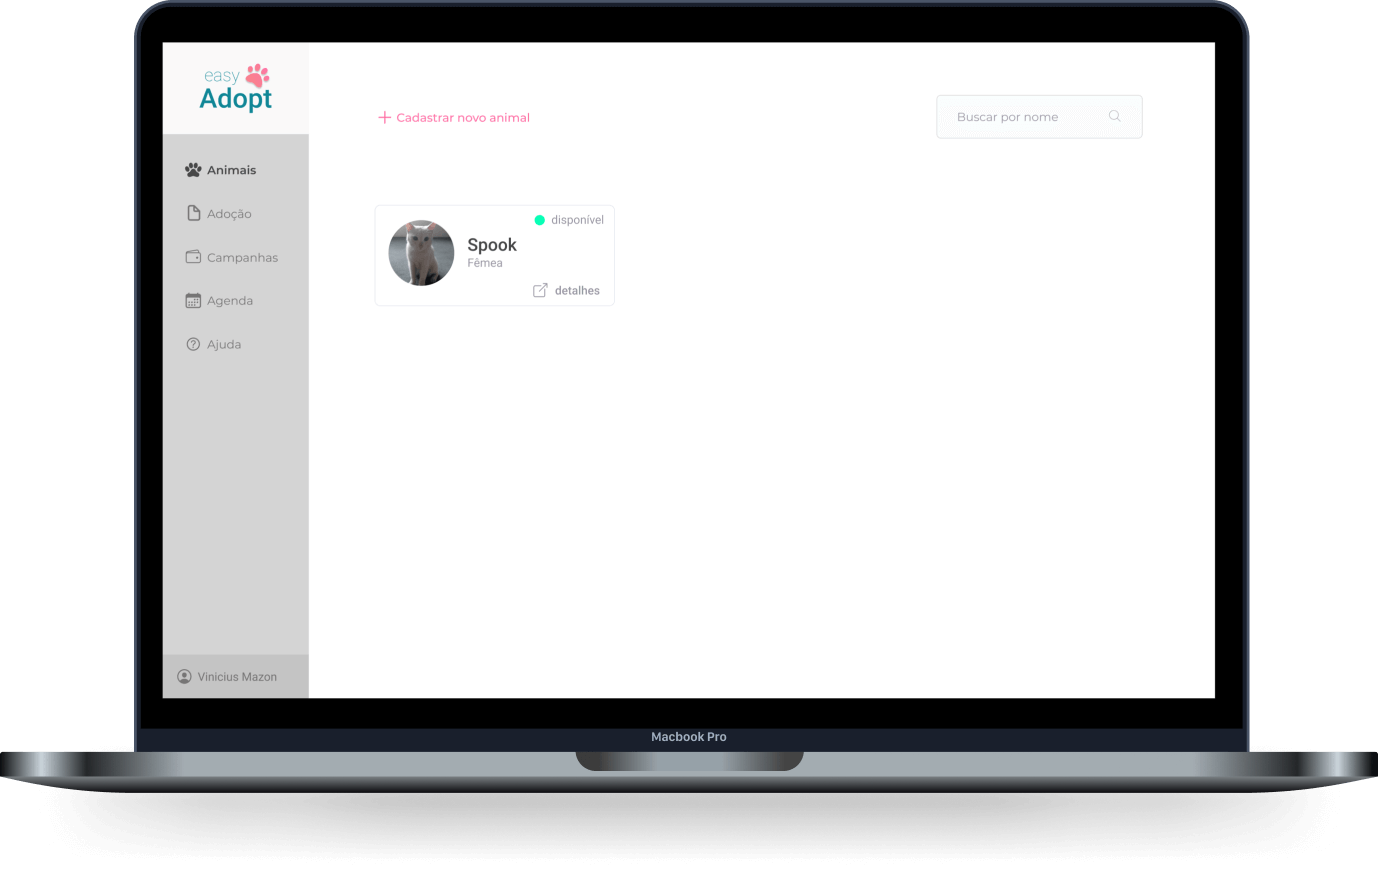 easy
Adopt
Animais
Adoção
Campanhas
Agenda
Ajuda
Vinicius Mazon
Cadastrar novo animal
Buscar por nome
disponível
Spook
Fêmea
detalhes
Macbook Pro